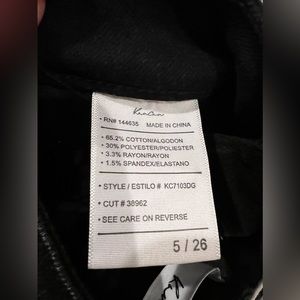 KanCan
• RN# 144635 MADE IN CHINA
• 65.2% COTTON/ALGODON
• 30% POLYESTER/POLIESTER
• 3.3% RAYON/RAYON
• 1.5% SPANDEX/ELASTANO
• STYLE / ESTILO # KC7103DG
• CUT # 38962
• SEE CARE ON REVERSE
5 / 26